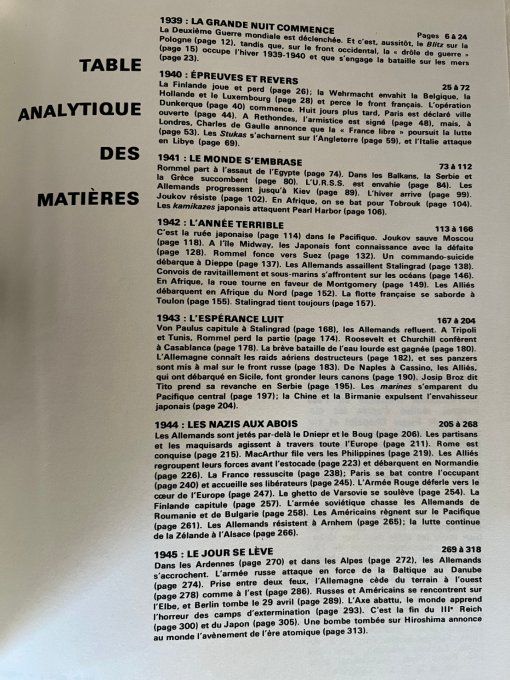 TABLE
ANALYTIQUE
DES
MATIÈRES
1939 : LA GRANDE NUIT COMMENCE
La Deuxième Guerre mondiale est déclenchée. Pages 6 à 24
Et c'est, aussitôt, le Blitz sur la
Pologne (page 12), tandis que, sur le front occidental, la « drôle de guerre »
(page 15) occupe l'hiver 1939-1940 et que s'engage la bataille sur les mers
(page 23).
1940 : ÉPREUVES ET REVERS 25 à 72
La Finlande joue et perd (page 26); la Wehrmacht envahit la Belgique, la
Hollande et le Luxembourg (page 28) et perce le front français. L'opération
Dunkerque (page 40) commence. Huit jours plus tard, Paris est déclaré ville
ouverte (page 44). A Rethondes, l'armistice est signé (page 48), mais, à
Londres, Charles de Gaulle annonce que la « France libre » poursuit la lutte
(page 53). Les Stukas s'acharnent sur l'Angleterre (page 59), et l'Italie attaque
en Libye (page 69).
1941 : LE MONDE S'EMBRASE 73 à 112
Rommel part à l'assaut de l'Egypte (page 74). Dans les Balkans, la Serbie et
la Grèce succombent (page 80). L'U.R.S.S. est envahie (page 84). Les
Allemands progressent jusqu'à Kiev (page 89). L'hiver arrive (page 99).
Joukov résiste (page 102). En Afrique, on se bat pour Tobrouk (page 104).
Les kamikazes japonais attaquent Pearl Harbor (page 106).
1942 : L'ANNÉE TERRIBLE 113 à 166
C'est la ruée japonaise (page 114) dans le Pacifique. Joukov sauve Moscou
(page 118). A l'île Midway, les Japonais font connaissance avec la défaite
(page 128). Rommel fonce vers Suez (page 132). Un commando-suicide
débarque à Dieppe (page 137). Les Allemands assaillent Stalingrad (page 138).
Convois de ravitaillement et sous-marins s'affrontent sur les océans (page 146).
En Afrique, la roue tourne en faveur de Montgomery (page 149). Les Alliés
débarquent en Afrique du Nord (page 152). La flotte française se saborde à
Toulon (page 155). Stalingrad tient toujours (page 157).
1943 : L'ESPÉRANCE LUIT 167 à 204
Von Paulus capitule à Stalingrad (page 168), les Allemands refluent. A Tripoli
et Tunis, Rommel perd la partie (page 174). Roosevelt et Churchill confèrent
à Casablanca (page 178). La brève bataille de l'eau lourde est gagnée (page 180).
L'Allemagne connaît les raids aériens destructeurs (page 182), et ses panzers
sont mis à mal sur le front russe (page 183). De Naples à Cassino, les Alliés,
qui ont débarqué en Sicile, font gronder leurs canons (page 190). Josip Broz dit
Tito prend sa revanche en Serbie (page 195). Les marines s'emparent du
Pacifique central (page 197); la Chine et la Birmanie expulsent l'envahisseur
japonais (page 204).
1944 : LES NAZIS AUX ABOIS 205 à 268
Les Allemands sont jetés par-delà le Dniepr et le Boug (page 206). Les partisans
et les maquisards agissent à travers toute l'Europe (page 211). Rome est
conquise (page 215). MacArthur file vers les Philippines (page 219). Les Alliés
regroupent leurs forces avant l'estocade (page 223) et débarquent en Normandie
(page 226). La France ressuscite (page 238); Paris se bat contre l'occupant
(page 240) et accueille ses libérateurs (page 245). L'Armée Rouge déferle vers le
cœur de l'Europe (page 247). Le ghetto de Varsovie se soulève (page 254). La
Finlande capitule (page 257). L'armée soviétique chasse les Allemands de
Roumanie et de Bulgarie (page 258). Les Américains règnent sur le Pacifique
(page 261). Les Allemands résistent à Arnhem (page 265); la lutte continue
de la Zélande à l'Alsace (page 266).
1945 : LE JOUR SE LÈVE 269 à 318
Dans les Ardennes (page 270) et dans les Alpes (page 272), les Allemands
s'accrochent. L'armée russe attaque en force de la Baltique au Danube
(page 274). Prise entre deux feux, l'Allemagne cède du terrain à l'ouest
(page 278) comme à l'est (page 286). Russes et Américains se rencontrent sur
l'Elbe, et Berlin tombe le 29 avril (page 289). L'Axe abattu, le monde apprend
l'horreur des camps d'extermination (page 293). C'est la fin du IIIe Reich
(page 300) et du Japon (page 305). Une bombe tombée sur Hiroshima annonce
au monde l'avènement de l'ère atomique (page 313).